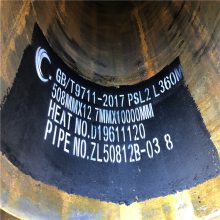 GB/T9711-2017 PSL2 L360M
508MMX12.7MMX10000MM
HEAT NO.D19611120
PIPE NO.ZL50812B-03 8